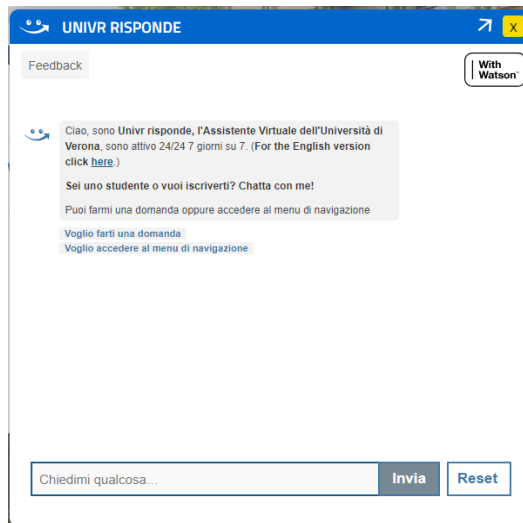 UNIVR RISPONDE
X
Feedback
With
Watson
Ciao, sono Univr risponde, l'Assistente Virtuale dell'Università di
Verona, sono attivo 24/24 7 giorni su 7. (For the English version
click here.)
Sei uno studente o vuoi iscriverti? Chatta con me!
Puoi farmi una domanda oppure accedere al menu di navigazione
Voglio farti una domanda
Voglio accedere al menu di navigazione
Chiedimi qualcosa...
Invia
Reset